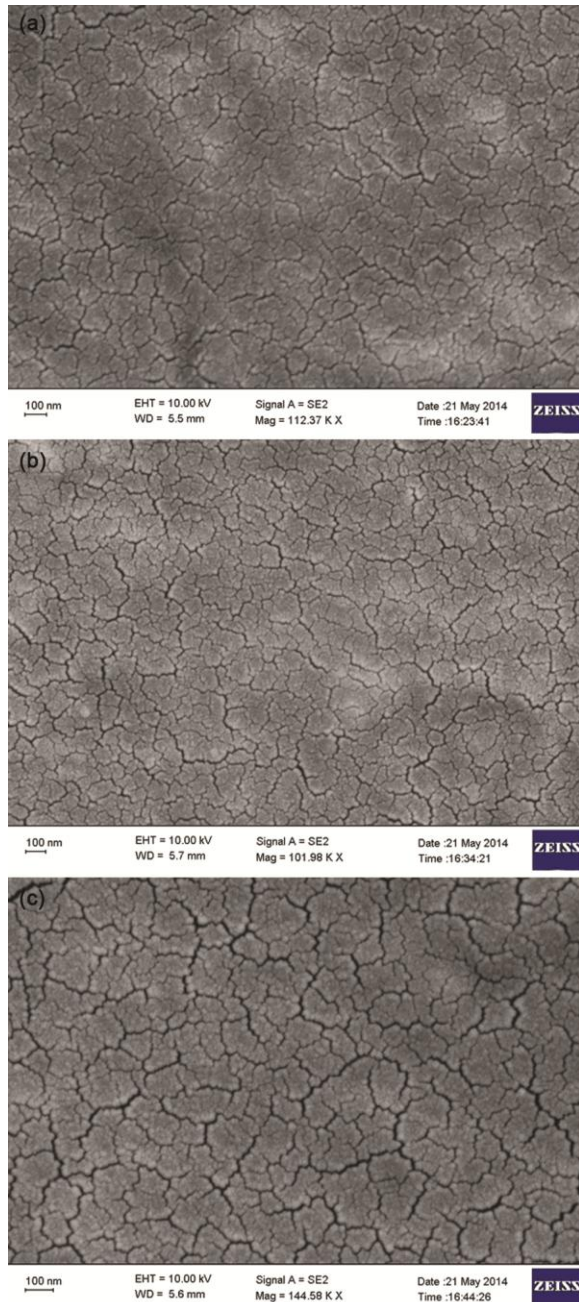 (a)
100 nm EHT = 10.00 kV Signal A = SE2 Date :21 May 2014 ZEISS
WD = 5.5 mm Mag = 112.37 K X Time :16:23:41
(b)
100 nm EHT = 10.00 kV Signal A = SE2 Date :21 May 2014 ZEISS
WD = 5.7 mm Mag = 101.98 K X Time :16:34:21
(c)
100 nm EHT = 10.00 kV Signal A = SE2 Date :21 May 2014 ZEISS
WD = 5.6 mm Mag = 144.58 K X Time :16:44:26